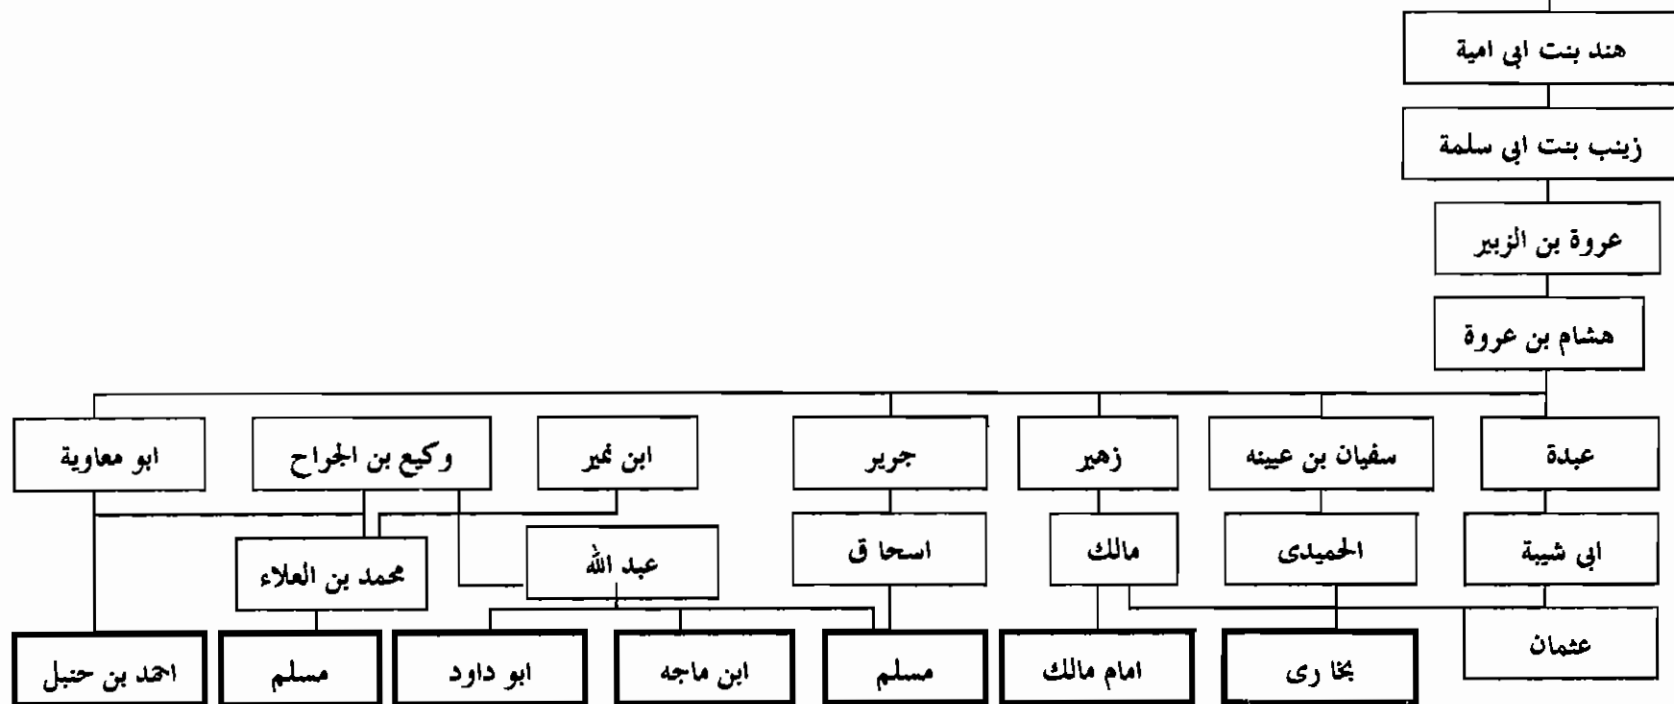 هند بنت ابى امية
زينب بنت ابى سلمة
عروة بن الزبير
هشام بن عروة
عبدة
سفيان بن عيينه
زهير
جرير
ابن نمير
وكيع بن الجراح
ابو معاوية
ابى شيبة
الحميدى
مالك
اسحا ق
عبد الله
محمد بن العلاء
عثمان
بخا رى
امام مالك
مسلم
ابن ماجه
ابو داود
مسلم
احمد بن حنبل